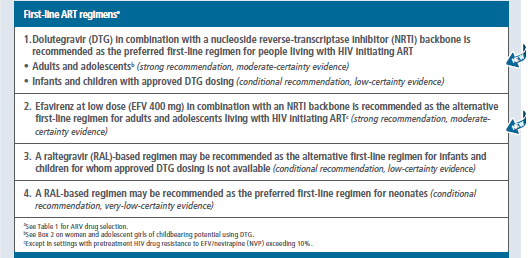 First-line ART regimensᵃ
1.Dolutegravir (DTG) in combination with a nucleoside reverse-transcriptase inhibitor (NRTI) backbone is
recommended as the preferred first-line regimen for people living with HIV initiating ART
• Adults and adolescentsᵇ (strong recommendation, moderate-certainty evidence)
• Infants and children with approved DTG dosing (conditional recommendation, low-certainty evidence)
NEW
2. Efavirenz at low dose (EFV 400 mg) in combination with an NRTI backbone is recommended as the alternative
first-line regimen for adults and adolescents living with HIV initiating ARTᶜ (strong recommendation, moderate-
certainty evidence)
NEW
3. A raltegravir (RAL)-based regimen may be recommended as the alternative first-line regimen for infants and
children for whom approved DTG dosing is not available (conditional recommendation, low-certainty evidence)
4. A RAL-based regimen may be recommended as the preferred first-line regimen for neonates (conditional
recommendation, very-low-certainty evidence)
ᵃSee Table 1 for ARV drug selection.
ᵇSee Box 2 on women and adolescent girls of childbearing potential using DTG.
ᶜExcept in settings with pretreatment HIV drug resistance to EFV/nevirapine (NVP) exceeding 10%.